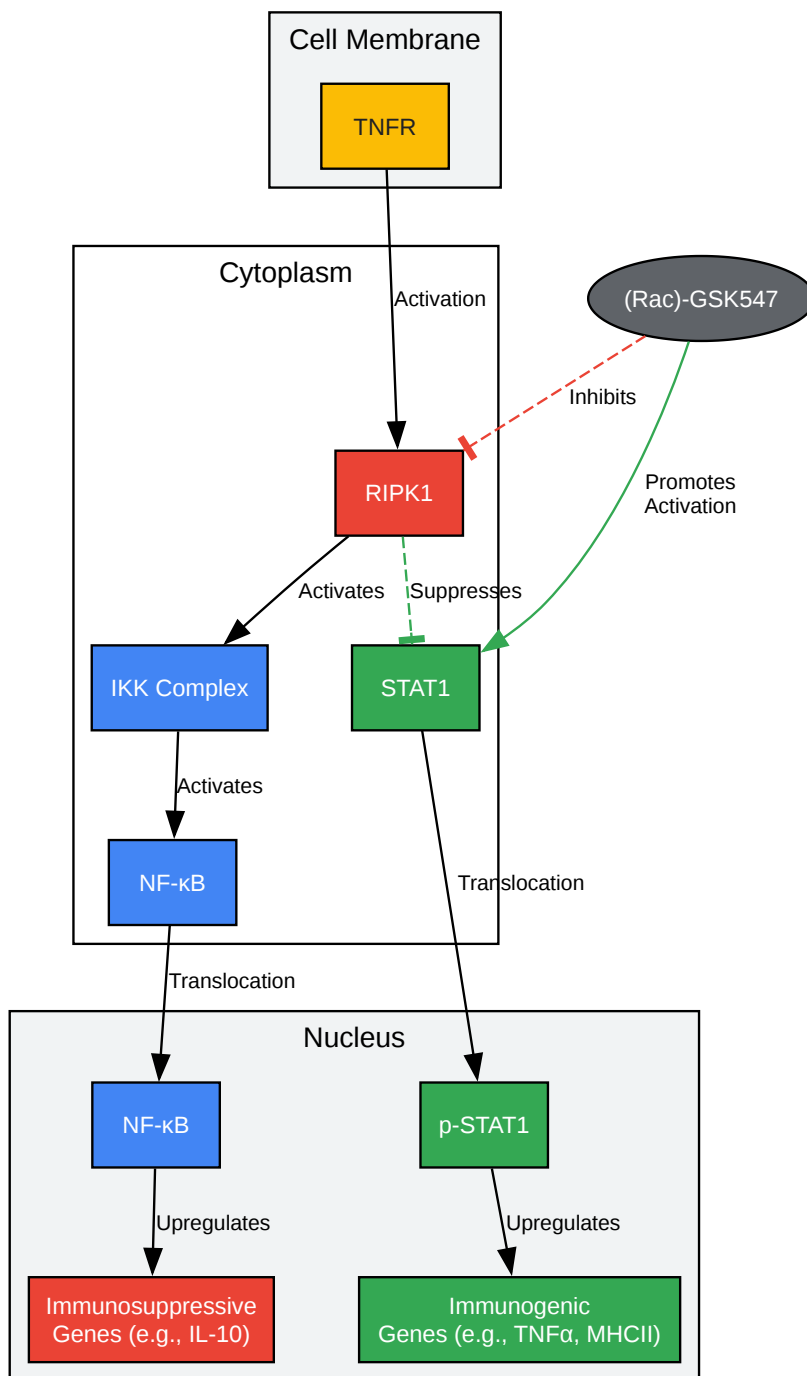 Cell Membrane
TNFR
Cytoplasm
Activation
(Rac)-GSK547
Inhibits
RIPK1
Promotes
Activation
Activates
Suppresses
IKK Complex
STAT1
Activates
NF-κB
Translocation
Translocation
Nucleus
NF-κB
p-STAT1
Upregulates
Upregulates
Immunosuppressive
Genes (e.g., IL-10)
Immunogenic
Genes (e.g., TNFα, MHCII)